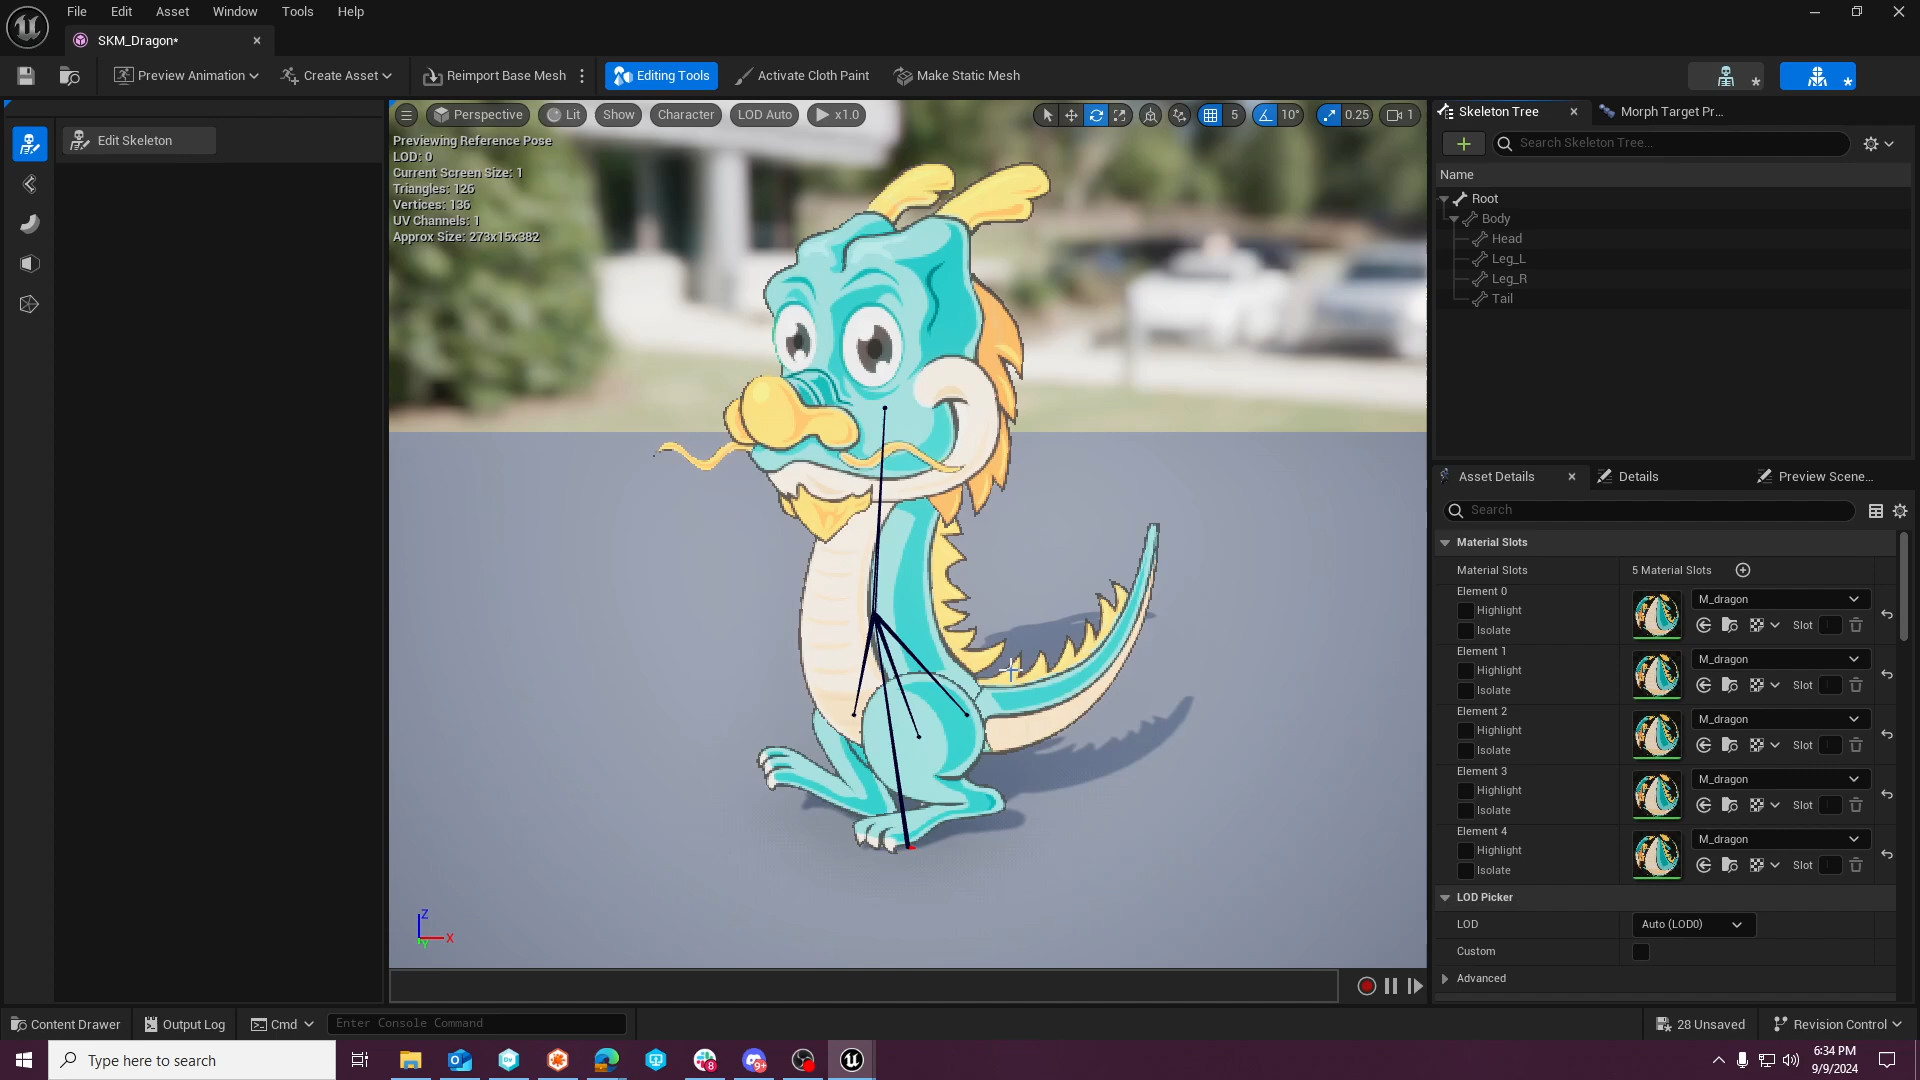 File Edit Asset Window Tools Help
SKM_Dragon*
Preview Animation Create Asset Reimport Base Mesh Editing Tools Activate Cloth Paint Make Static Mesh
Edit Skeleton
Perspective Lit Show Character LOD Auto x1.0 5 10° 0.25 1
Previewing Reference Pose
LOD: 0
Current Screen Size: 1
Triangles: 126
Vertices: 136
UV Channels: 1
Approx Size: 273x15x382
Z
X
Y
Skeleton Tree Morph Target Pr...
Search Skeleton Tree...
Name
Root
Body
Head
Leg_L
Leg_R
Tail
Asset Details Details Preview Scene...
Search
Material Slots
Material Slots 5 Material Slots
Element 0 M_dragon
Highlight
Isolate Slot
Element 1 M_dragon
Highlight
Isolate Slot
Element 2 M_dragon
Highlight
Isolate Slot
Element 3 M_dragon
Highlight
Isolate Slot
Element 4 M_dragon
Highlight
Isolate Slot
LOD Picker
LOD Auto (LOD0)
Custom
Advanced
Content Drawer Output Log Cmd Enter Console Command 28 Unsaved Revision Control
Type here to search 8 9+ 6:34 PM
9/9/2024